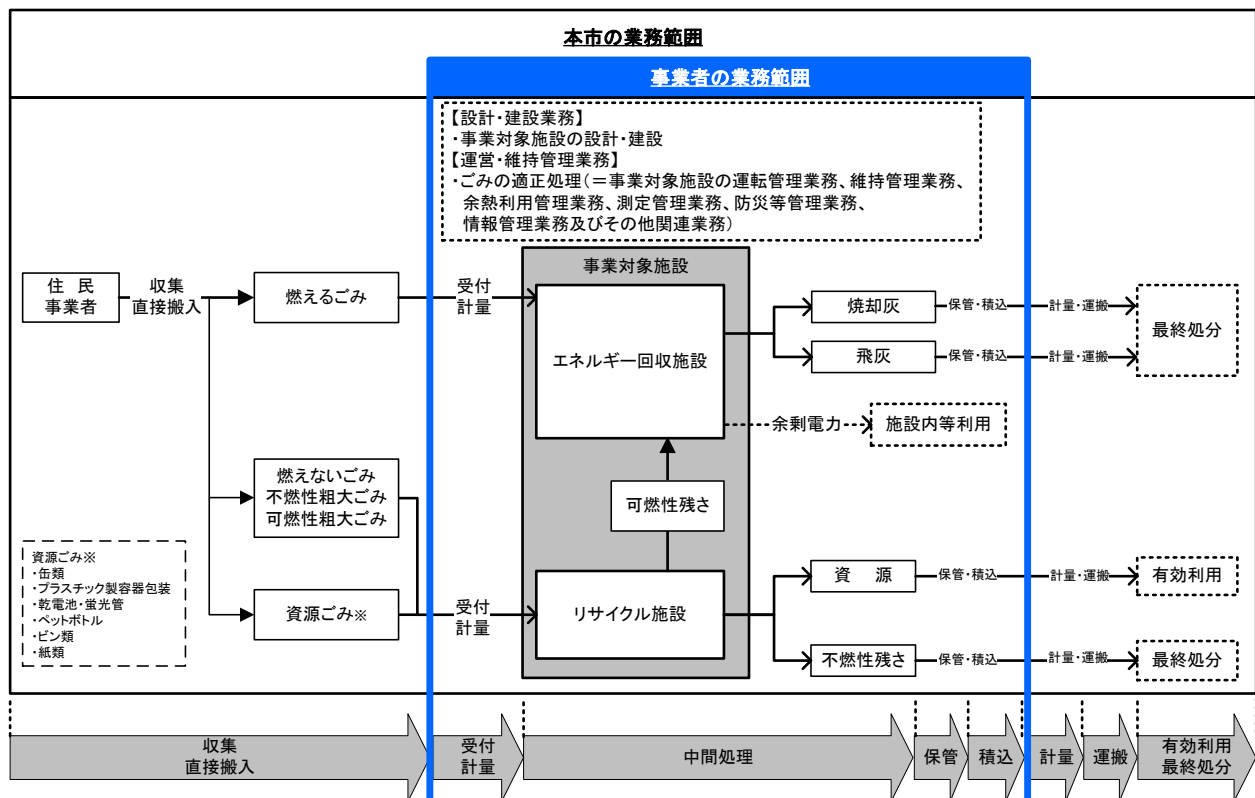 本市の業務範囲
事業者の業務範囲
【設計・建設業務】
・事業対象施設の設計・建設
【運営・維持管理業務】
・ごみの適正処理（＝事業対象施設の運転管理業務、維持管理業務、
余熱利用管理業務、測定管理業務、防災等管理業務、
情報管理業務及びその他関連業務）
事業対象施設
住　民
事業者
収集
直接搬入
燃えるごみ
受付
計量
エネルギー回収施設
焼却灰
保管・積込
計量・運搬
飛灰
保管・積込
計量・運搬
最終処分
余剰電力
施設内等利用
燃えないごみ
不燃性粗大ごみ
可燃性粗大ごみ
可燃性残さ
資源ごみ※
・缶類
・プラスチック製容器包装
・乾電池・蛍光管
・ペットボトル
・ビン類
・紙類
資源ごみ※
受付
計量
リサイクル施設
資　源
保管・積込
計量・運搬
有効利用
不燃性残さ
保管・積込
計量・運搬
最終処分
収集
直接搬入
受付
計量
中間処理
保管
積込
計量
運搬
有効利用
最終処分